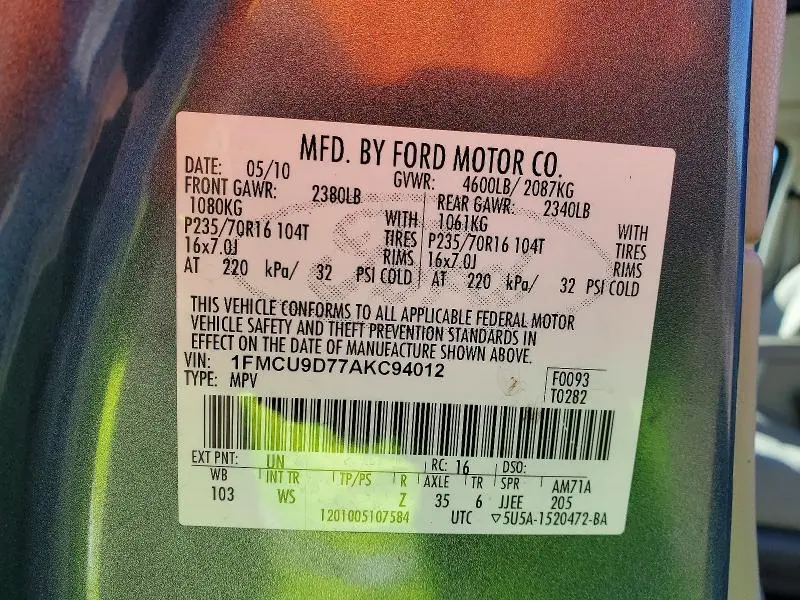 MFD. BY FORD MOTOR CO.
DATE: 05/10 GVWR: 4600LB/ 2087KG
FRONT GAWR: 2380LB REAR GAWR: 2340LB
1080KG WITH 1061KG WITH
P235/70R16 104T TIRES P235/70R16 104T TIRES
16x7.0J RIMS 16x7.0J RIMS
AT 220 kPa/ 32 PSI COLD AT 220 kPa/ 32 PSI COLD
THIS VEHICLE CONFORMS TO ALL APPLICABLE FEDERAL MOTOR
VEHICLE SAFETY AND THEFT PREVENTION STANDARDS IN
EFFECT ON THE DATE OF MANUFACTURE SHOWN ABOVE.
VIN: 1FMCU9D77AKC94012
TYPE: MPV
F0093
T0282
EXT PNT: UN RC: 16 DSO:
WB INT TR TP/PS R AXLE TR SPR AM71A
103 WS Z 35 6 JJEE 205
1201005107584 UTC ▽5U5A-1520472-BA